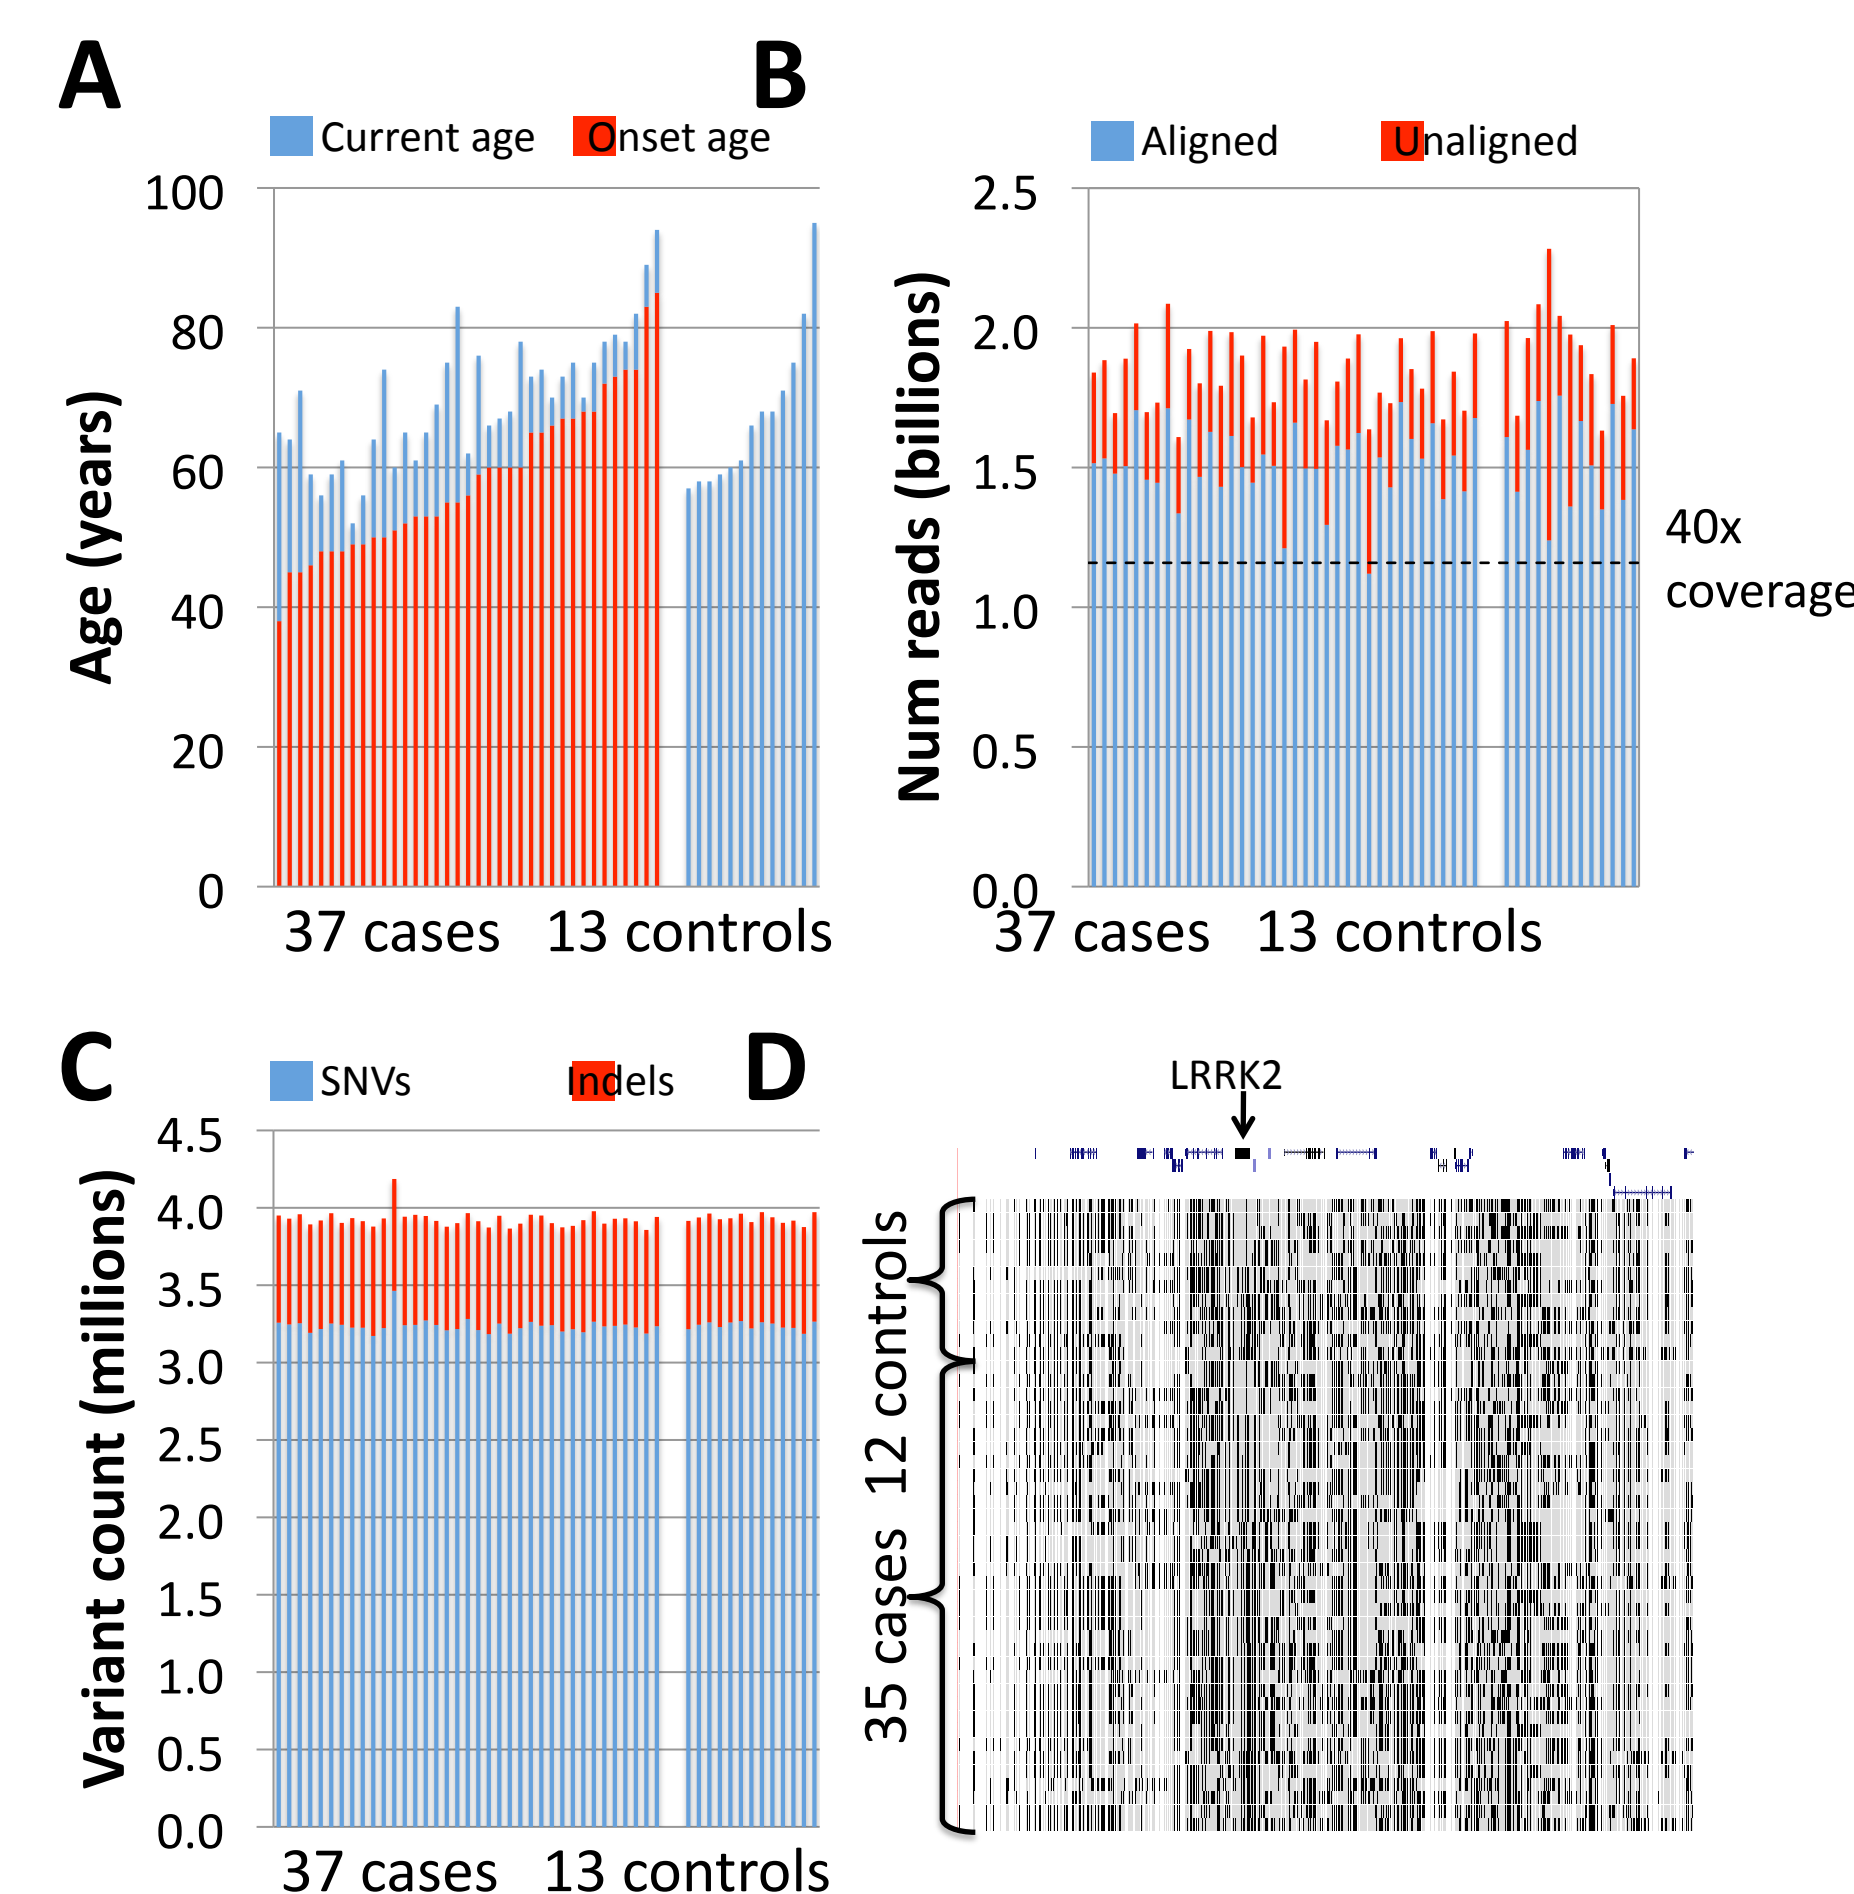 A
Current age Onset age
100
80
60
40
20
0
Age (years)
37 cases 13 controls
B
Aligned Unaligned
2.5
2.0
1.5
1.0
0.5
0.0
Num reads (billions)
40x
coverage
37 cases 13 controls
C
SNVs Indels
4.5
4.0
3.5
3.0
2.5
2.0
1.5
1.0
0.5
0.0
Variant count (millions)
37 cases 13 controls
D
LRRK2
35 cases 12 controls